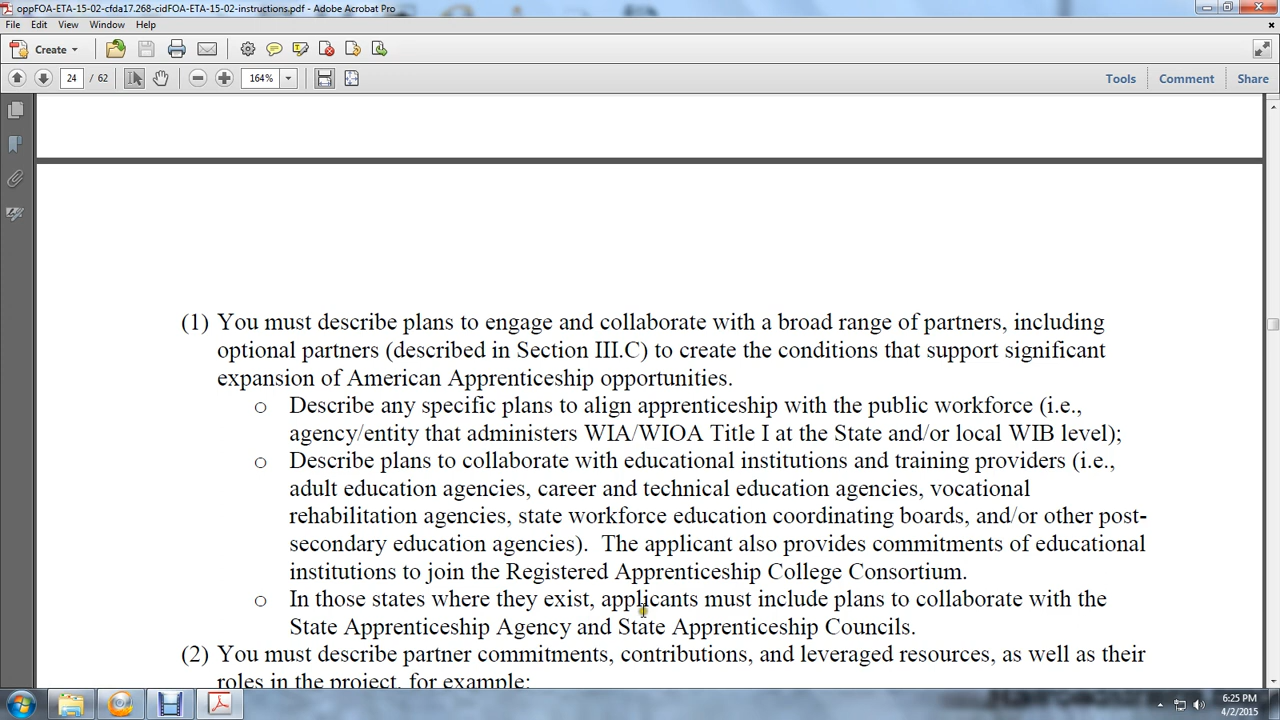 oppFOA-ETA-15-02-cfda17.268-cidFOA-ETA-15-02-instructions.pdf - Adobe Acrobat Pro
File Edit View Window Help
Create
24 / 62
164%
Tools Comment Share
(1) You must describe plans to engage and collaborate with a broad range of partners, including
optional partners (described in Section III.C) to create the conditions that support significant
expansion of American Apprenticeship opportunities.
o Describe any specific plans to align apprenticeship with the public workforce (i.e.,
agency/entity that administers WIA/WIOA Title I at the State and/or local WIB level);
o Describe plans to collaborate with educational institutions and training providers (i.e.,
adult education agencies, career and technical education agencies, vocational
rehabilitation agencies, state workforce education coordinating boards, and/or other post-
secondary education agencies). The applicant also provides commitments of educational
institutions to join the Registered Apprenticeship College Consortium.
o In those states where they exist, applicants must include plans to collaborate with the
State Apprenticeship Agency and State Apprenticeship Councils.
(2) You must describe partner commitments, contributions, and leveraged resources, as well as their
roles in the project, for example:
6:25 PM
4/2/2015